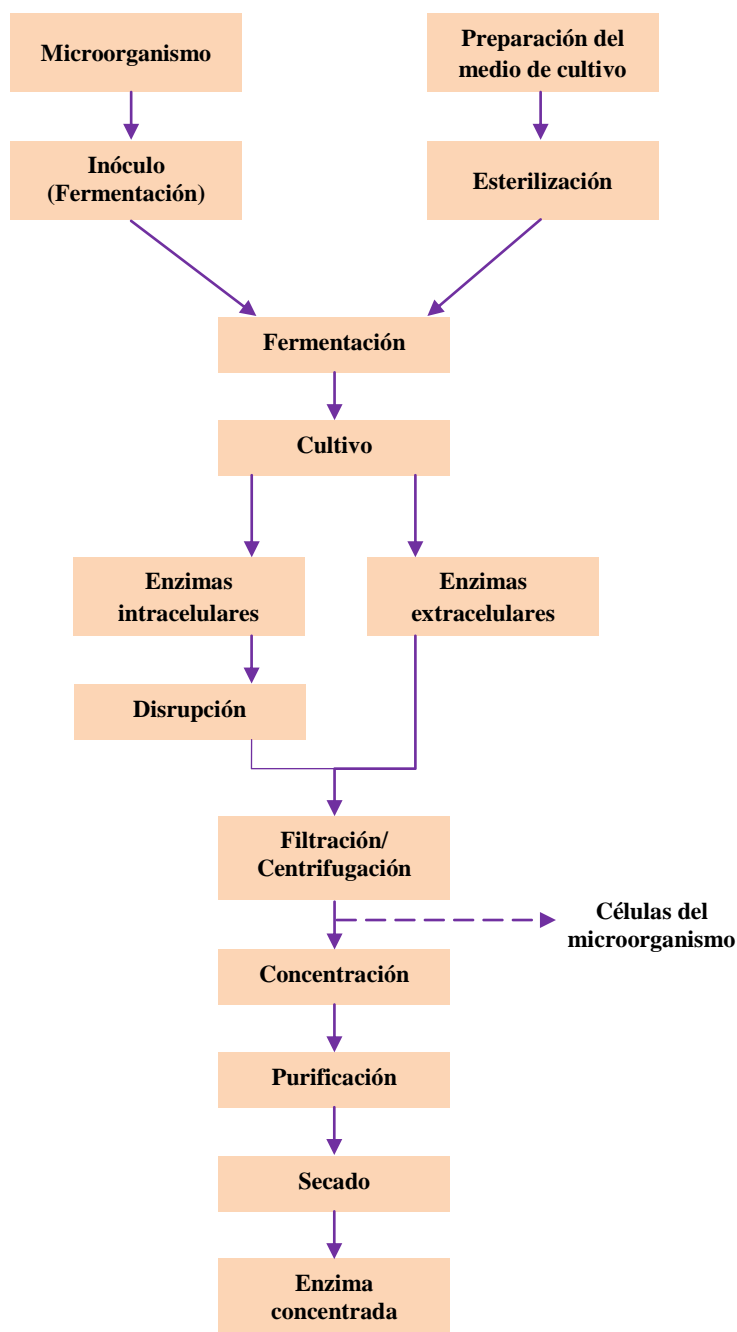 Microorganismo
Preparación del
medio de cultivo
Inóculo
(Fermentación)
Esterilización
Fermentación
Cultivo
Enzimas
intracelulares
Enzimas
extracelulares
Disrupción
Filtración/
Centrifugación
Células del
microorganismo
Concentración
Purificación
Secado
Enzima
concentrada